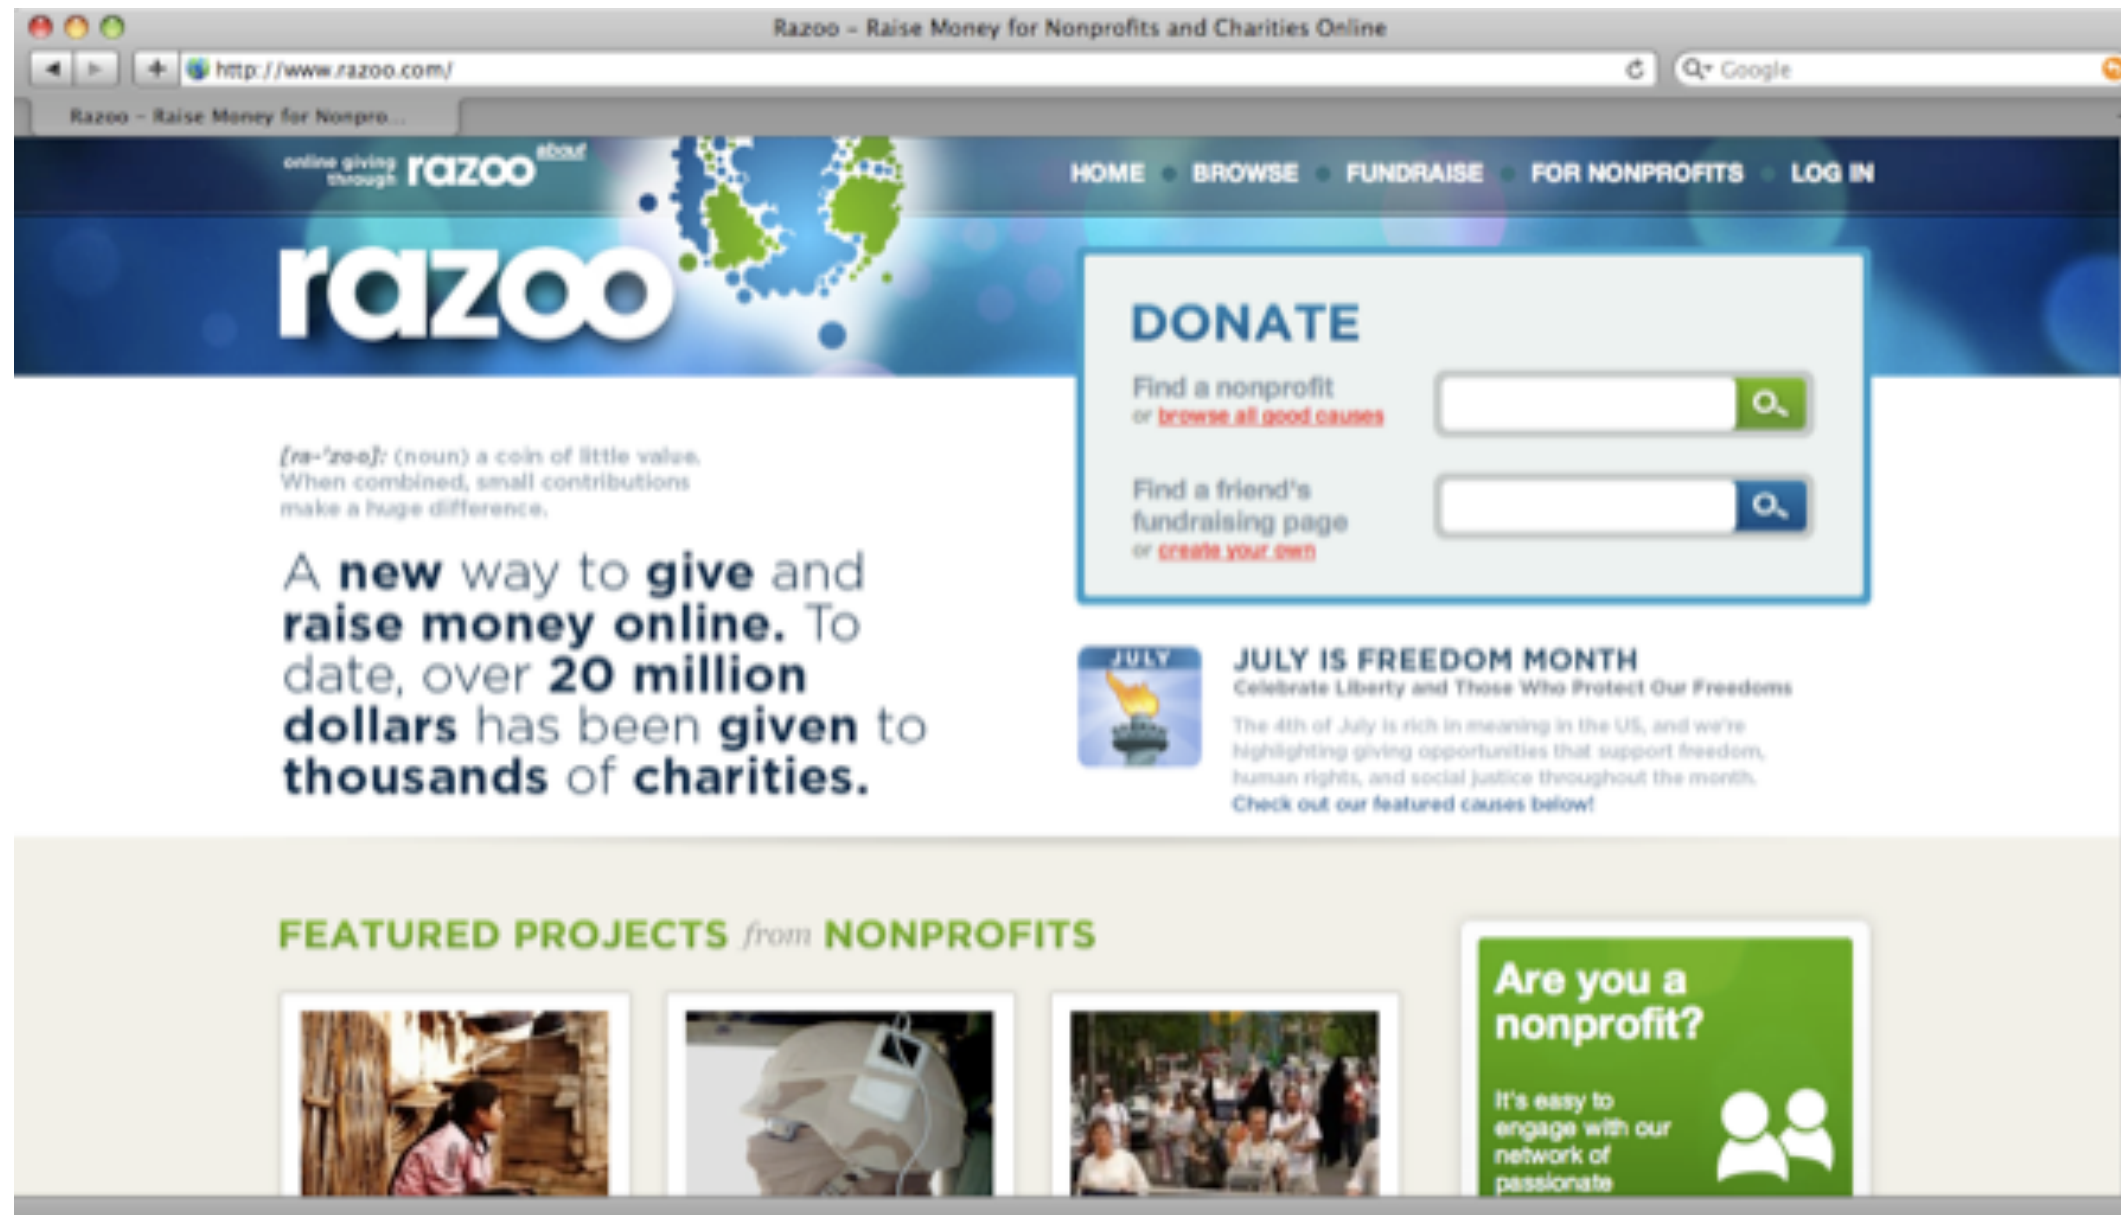 Razoo – Raise Money for Nonprofits and Charities Online
http://www.razoo.com/
Google
Razoo – Raise Money for Nonpro...
online giving through razoo about
HOME BROWSE FUNDRAISE FOR NONPROFITS LOG IN
razoo
[ra-'zoo]: (noun) a coin of little value.
When combined, small contributions
make a huge difference.
A new way to give and
raise money online. To
date, over 20 million
dollars has been given to
thousands of charities.
DONATE
Find a nonprofit
or browse all good causes
Find a friend's
fundraising page
or create your own
JULY
JULY IS FREEDOM MONTH
Celebrate Liberty and Those Who Protect Our Freedoms
The 4th of July is rich in meaning in the US, and we're
highlighting giving opportunities that support freedom,
human rights, and social justice throughout the month.
Check out our featured causes below!
FEATURED PROJECTS from NONPROFITS
Are you a
nonprofit?
It's easy to
engage with our
network of
passionate